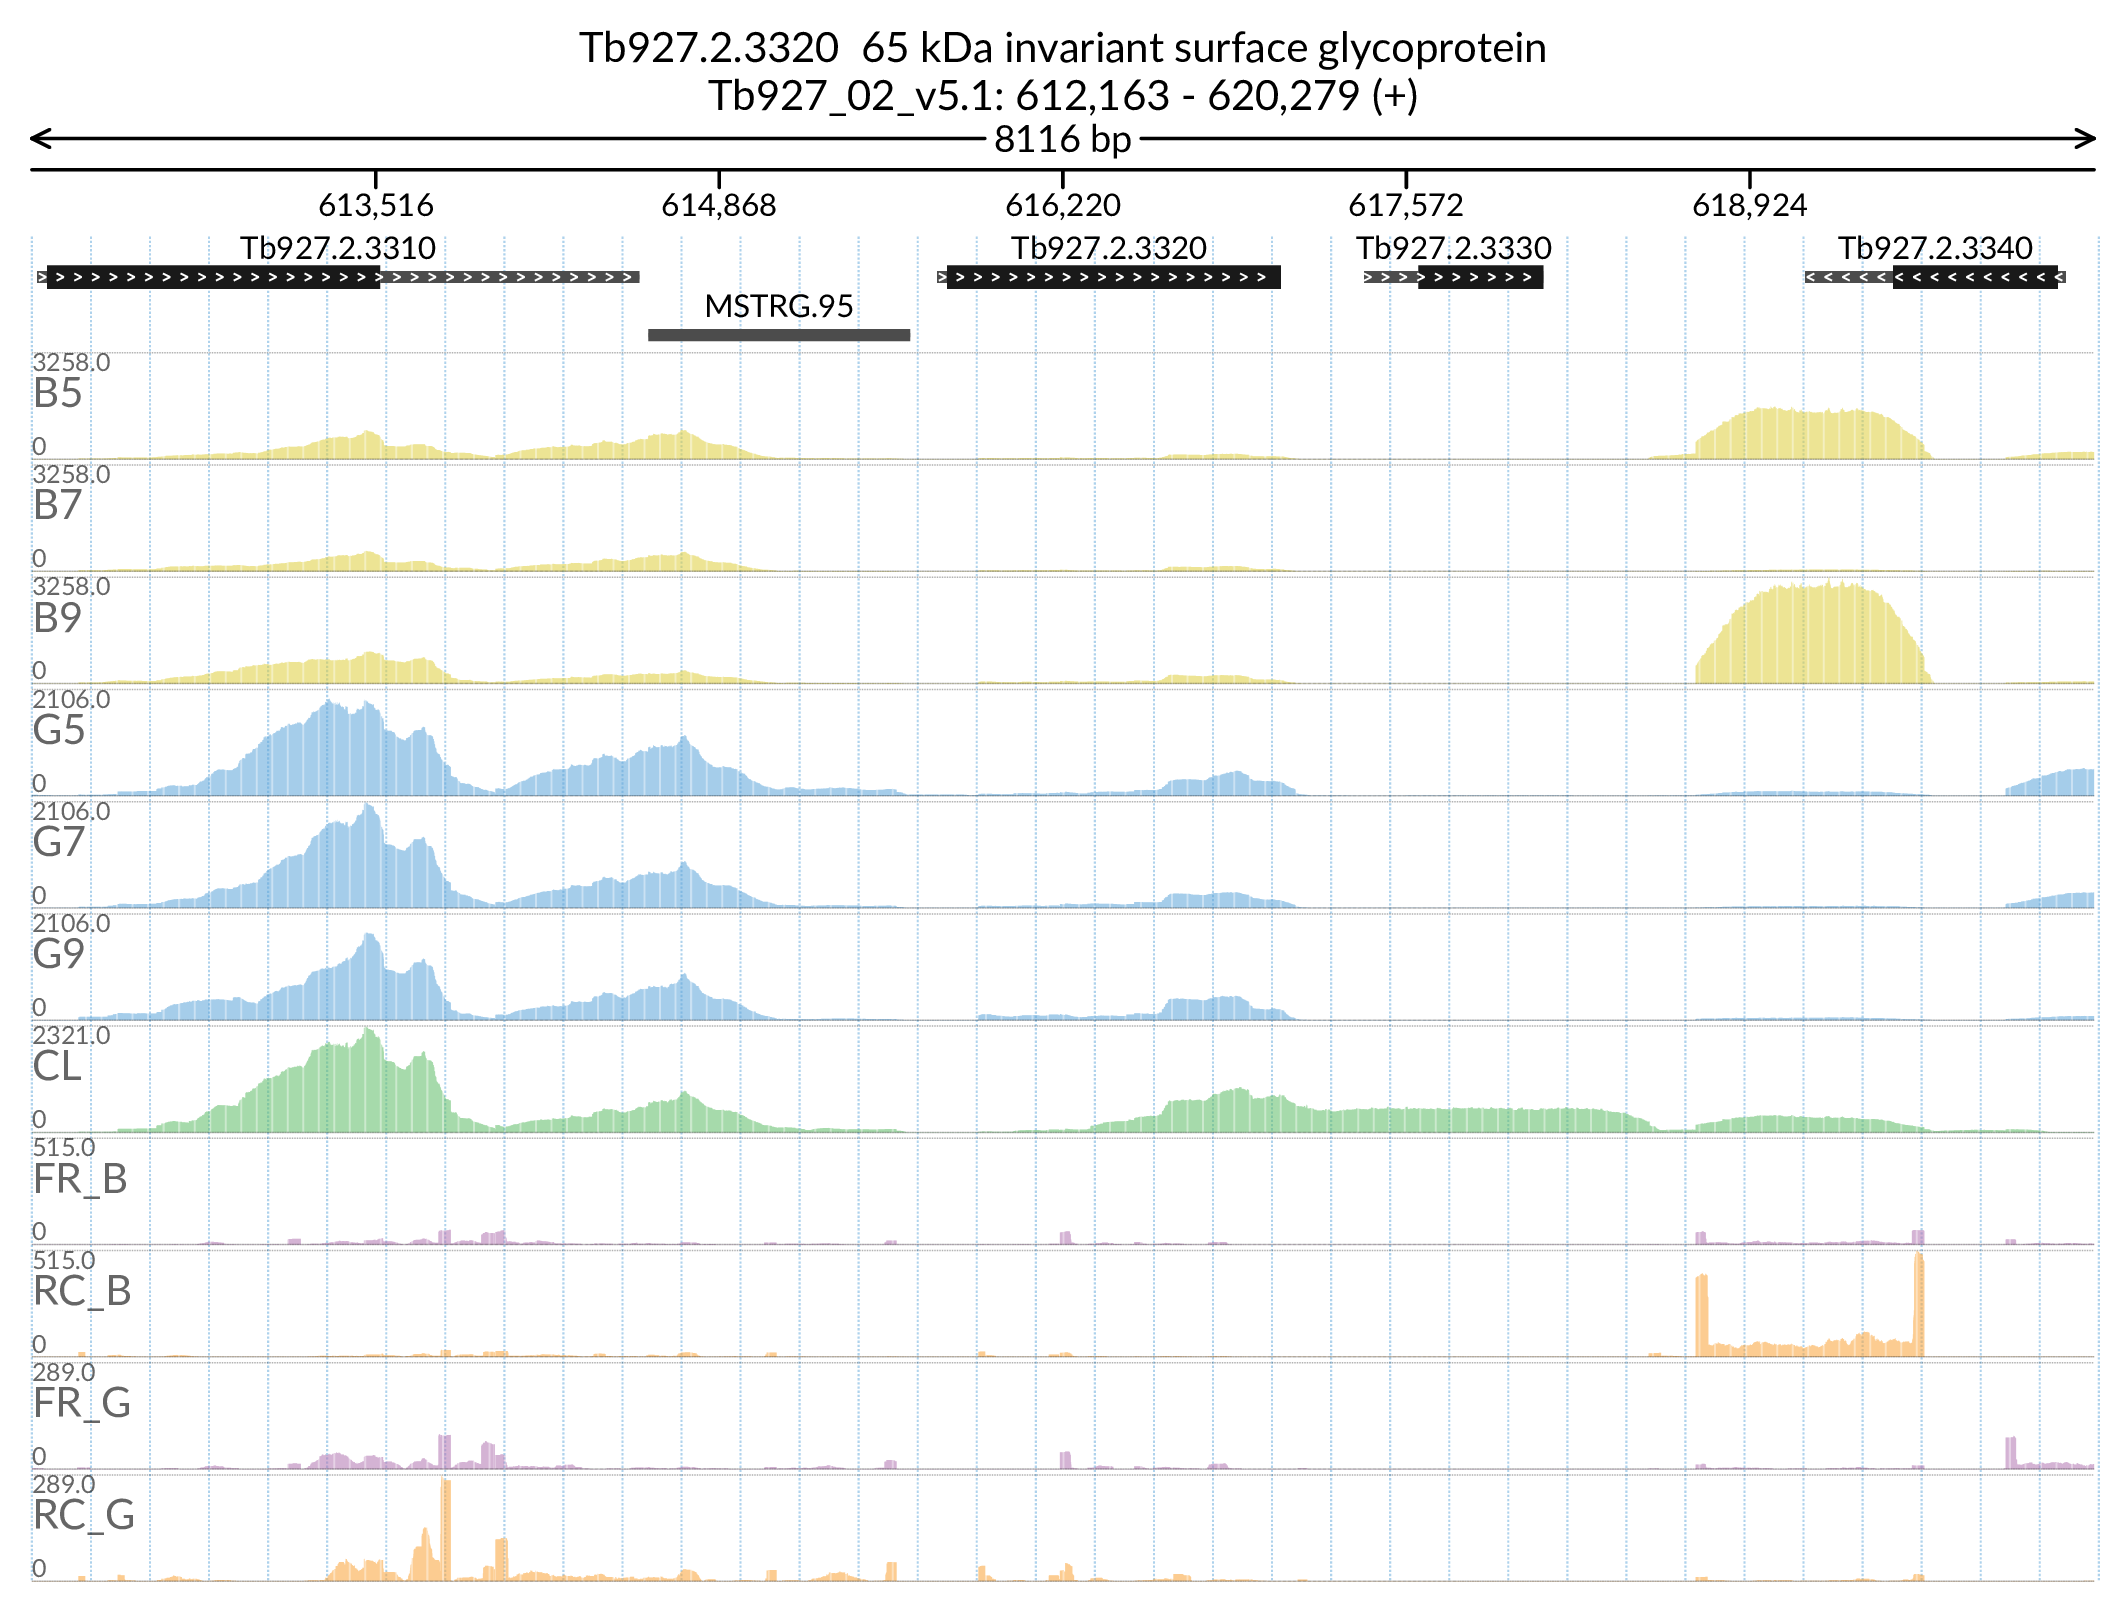 Tb927.2.3320  65 kDa invariant surface glycoprotein
Tb927_02_v5.1: 612,163 - 620,279 (+)
8116 bp
613,516 614,868 616,220 617,572 618,924
Tb927.2.3310 Tb927.2.3320 Tb927.2.3330 Tb927.2.3340
MSTRG.95
3258.0
B5
0
3258.0
B7
0
3258.0
B9
0
2106.0
G5
0
2106.0
G7
0
2106.0
G9
0
2321.0
CL
0
515.0
FR_B
0
515.0
RC_B
0
289.0
FR_G
0
289.0
RC_G
0